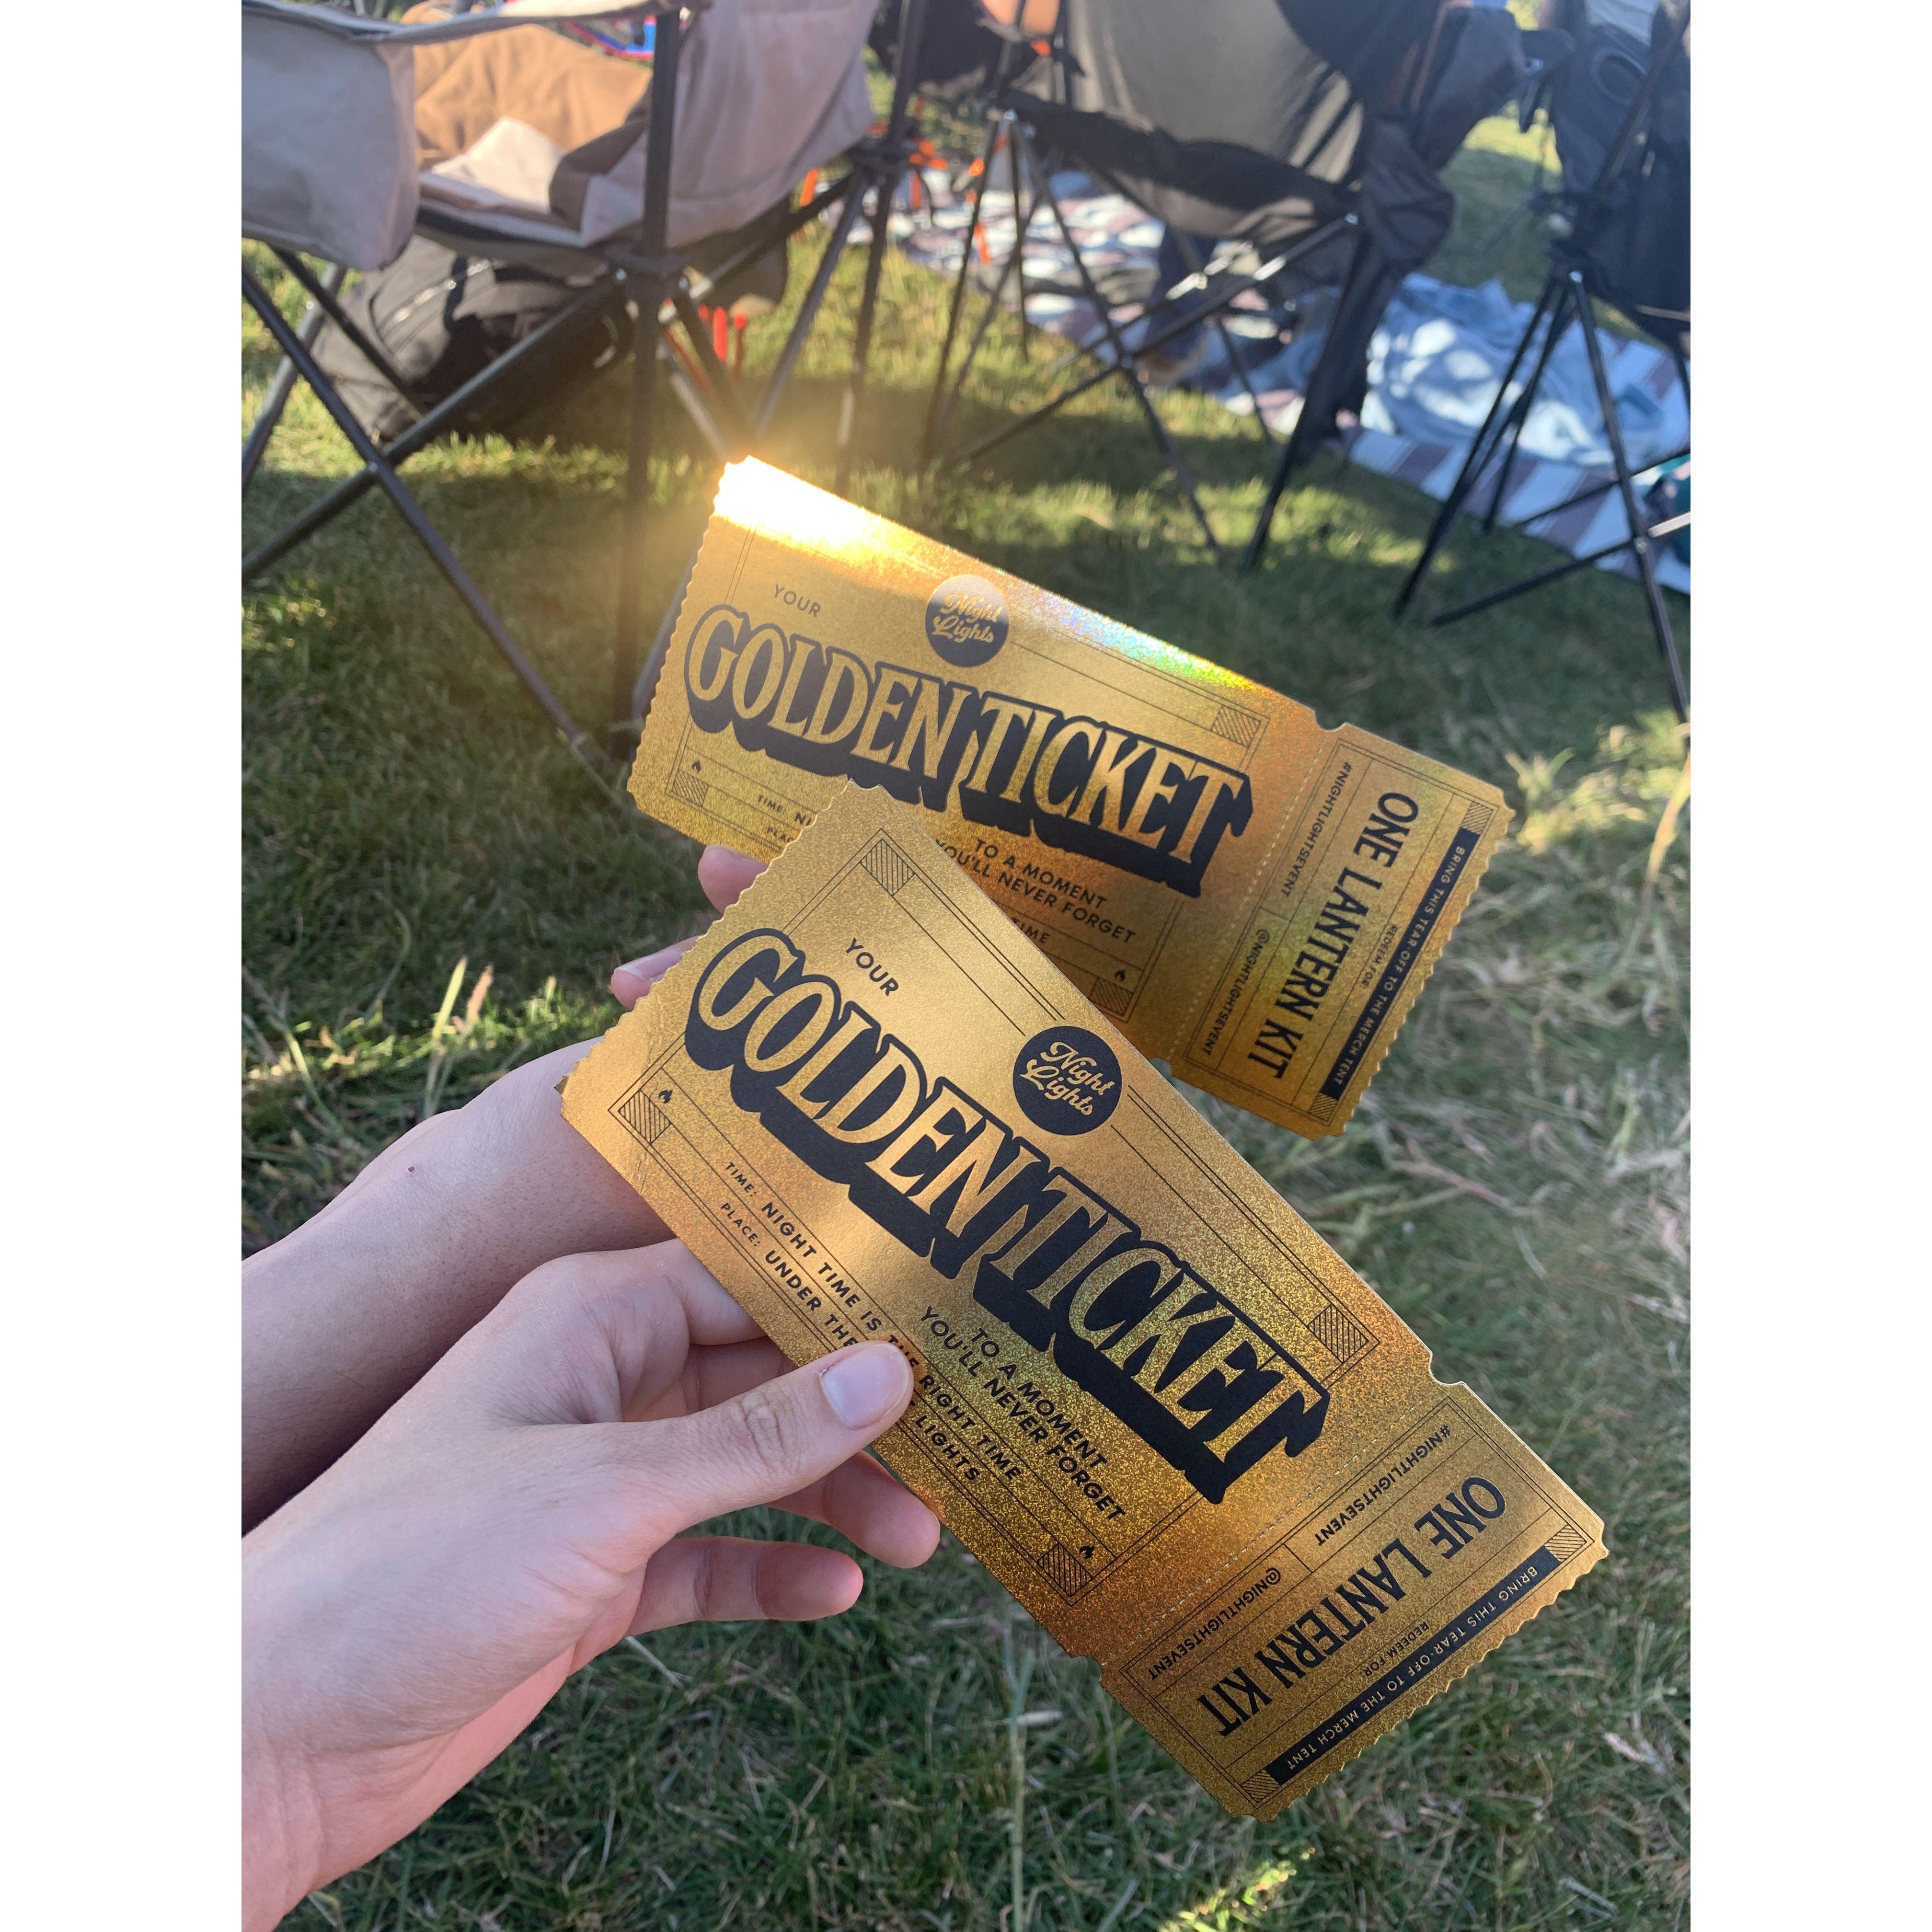 YOUR
Night
Lights
GOLDEN TICKET
TO A MOMENT
YOU'LL NEVER FORGET
TIME:
TIME
#NIGHTLIGHTSEVENT
@NIGHTLIGHTSEVENT
ONE LANTERN KIT
REDEEM FOR:
BRING THIS TEAR-OFF TO THE MERCH TENT
YOUR
Night
Lights
GOLDEN TICKET
TO A MOMENT
YOU'LL NEVER FORGET
TIME: NIGHT TIME IS THE RIGHT TIME
PLACE: UNDER THE LIGHTS
#NIGHTLIGHTSEVENT
@NIGHTLIGHTSEVENT
ONE LANTERN KIT
REDEEM FOR:
BRING THIS TEAR-OFF TO THE MERCH TENT